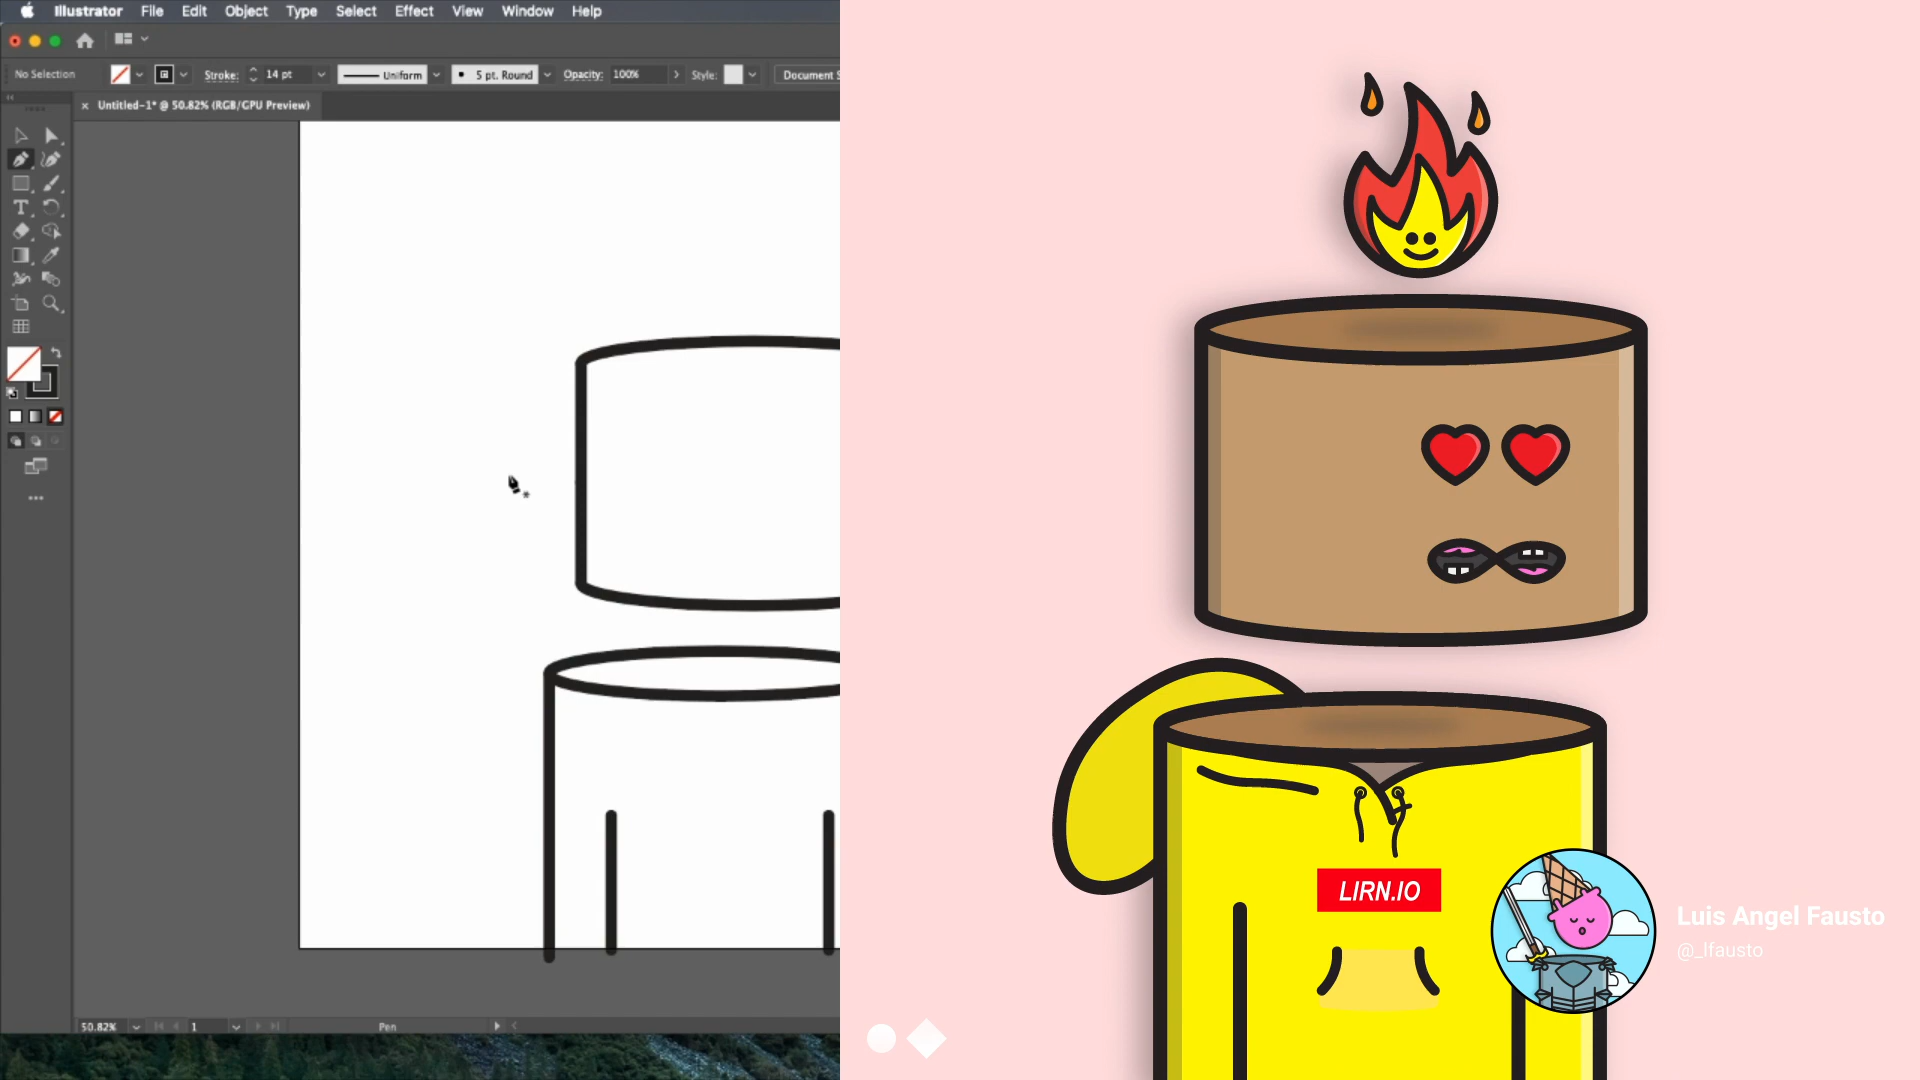 Illustrator File Edit Object Type Select Effect View Window Help
No Selection Stroke: 14 pt Uniform 5 pt. Round Opacity: 100% Style: Document S
× Untitled-1* @ 50.82% (RGB/GPU Preview)
LIRN.IO
Luis Angel Fausto
@_lfausto
50.82% 1 Pen